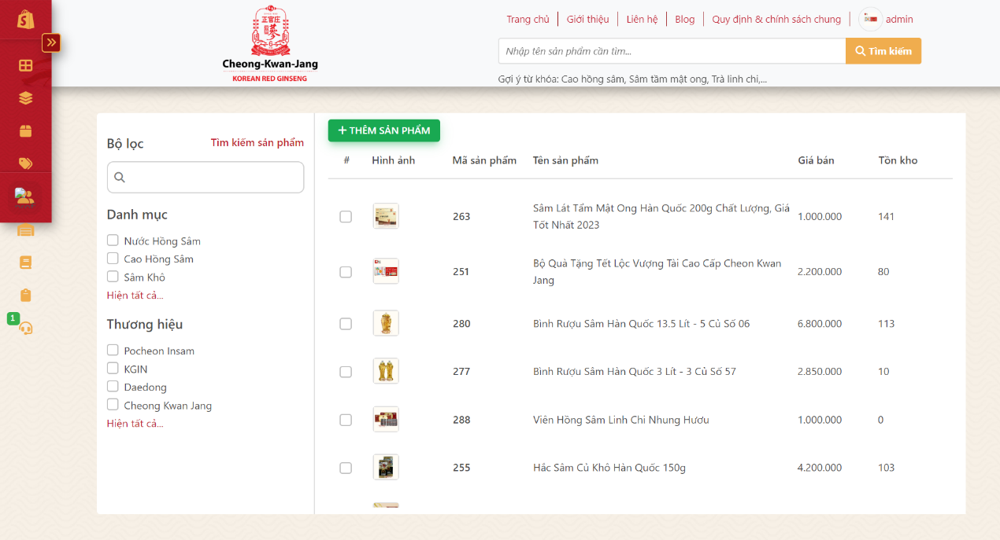 Trang chủ
Giới thiệu
Liên hệ
Blog
Quy định & chính sách chung
admin
正官庄
蔘
6
Cheong-Kwan-Jang
KOREAN RED GINSENG
Nhập tên sản phẩm cần tìm...
Tìm kiếm
Gợi ý từ khóa: Cao hồng sâm, Sâm tầm mật ong, Trà linh chi,...
1
Bộ lọc
Tìm kiếm sản phẩm
Danh mục
Nước Hồng Sâm
Cao Hồng Sâm
Sâm Khô
Hiện tất cả...
Thương hiệu
Pocheon Insam
KGIN
Daedong
Cheong Kwan Jang
Hiện tất cả...
+ THÊM SẢN PHẨM
# Hình ảnh Mã sản phẩm Tên sản phẩm Giá bán Tồn kho
263 Sâm Lát Tẩm Mật Ong Hàn Quốc 200g Chất Lượng, Giá Tốt Nhất 2023 1.000.000 141
251 Bộ Quà Tặng Tết Lộc Vượng Tài Cao Cấp Cheon Kwan Jang 2.200.000 80
280 Bình Rượu Sâm Hàn Quốc 13.5 Lít - 5 Củ Số 06 6.800.000 113
277 Bình Rượu Sâm Hàn Quốc 3 Lít - 3 Củ Số 57 2.850.000 10
288 Viên Hồng Sâm Linh Chi Nhung Hươu 1.000.000 0
255 Hắc Sâm Củ Khô Hàn Quốc 150g 4.200.000 103